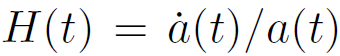 H(t) = ȧ(t)/a(t)